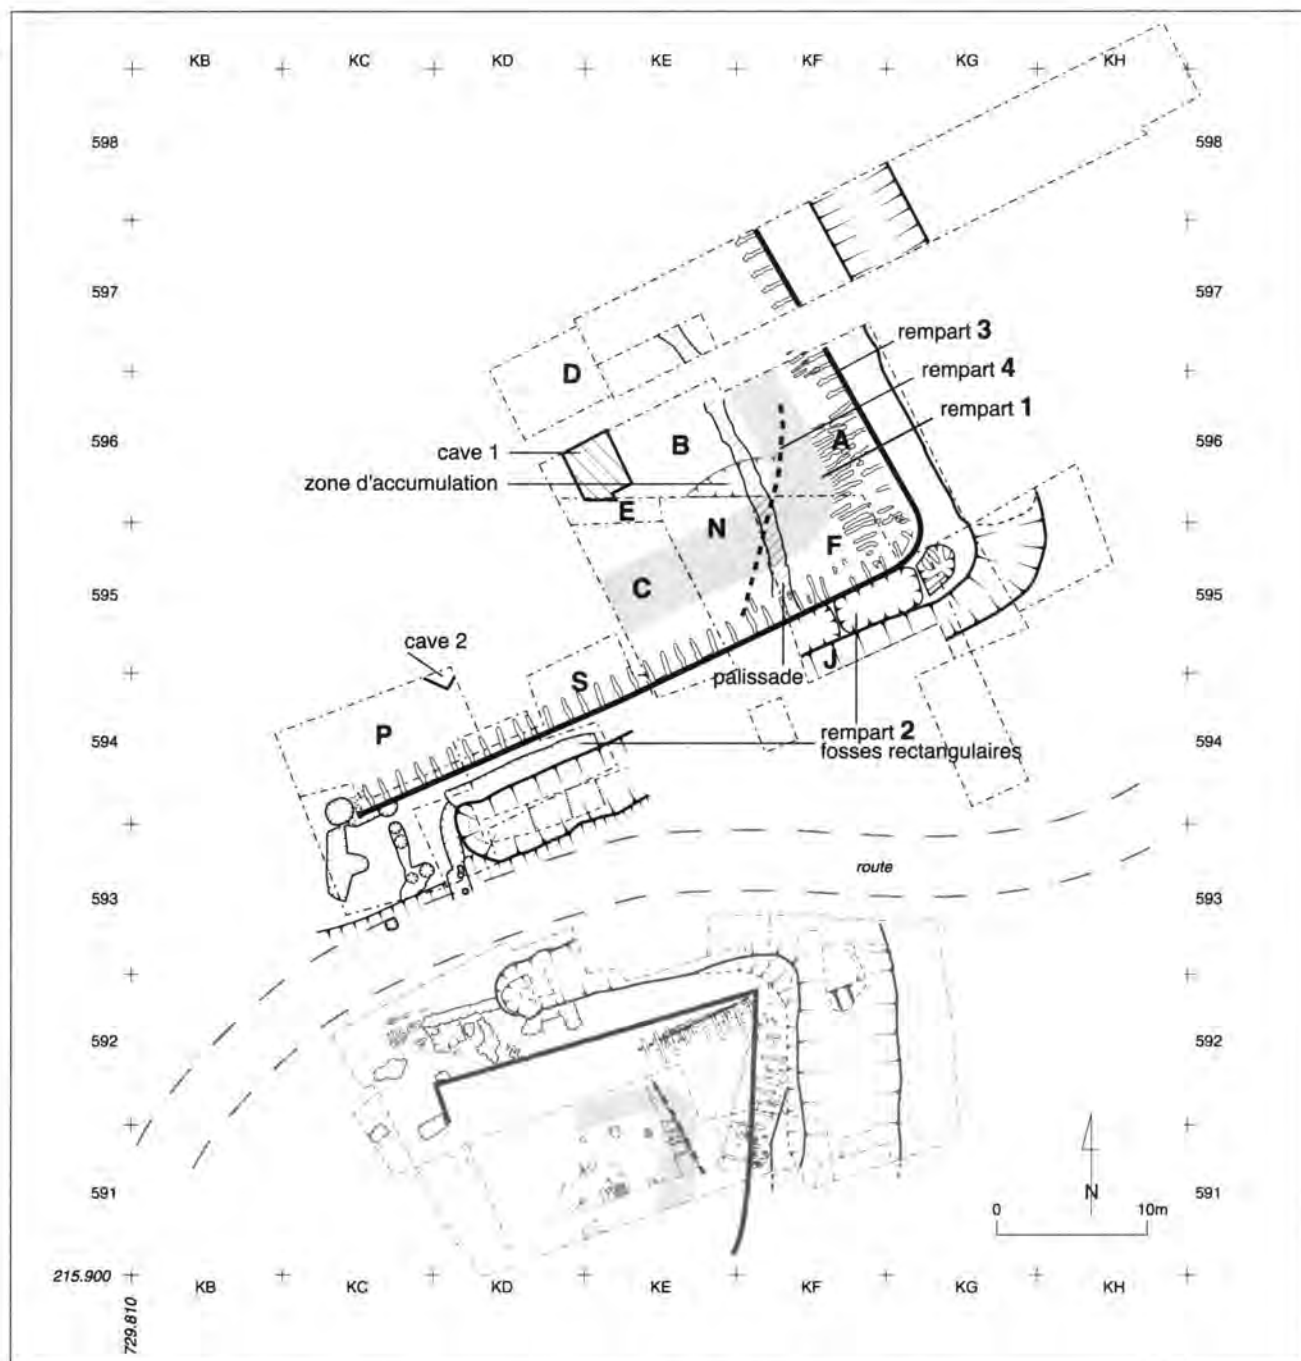 KB KC KD KE KF KG KH
598 598
597 597
rempart 3
D
rempart 4
rempart 1
A
596 596
B
cave 1
zone d'accumulation
E
N
F
C
595 595
cave 2
J
palissade
S
rempart 2
fosses rectangulaires
P
594 594
route
593 593
592 592
591 591
N
0 10m
215.900
KB KC KD KE KF KG KH
729.810